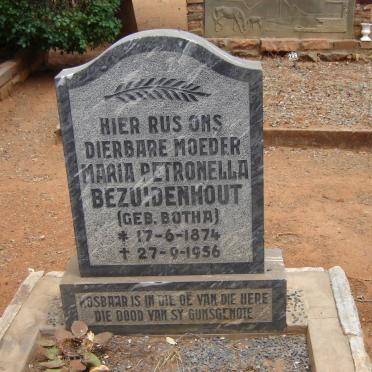 HIER RUS ONS
DIERBARE MOEDER
MARIA PETRONELLA
BEZUIDENHOUT
(GEB. BOTHA)
* 17-6-1874
† 27-9-1956
KOSBAAR IS IN DIE OË VAN DIE HERE
DIE DOOD VAN SY GUNSGENOTE